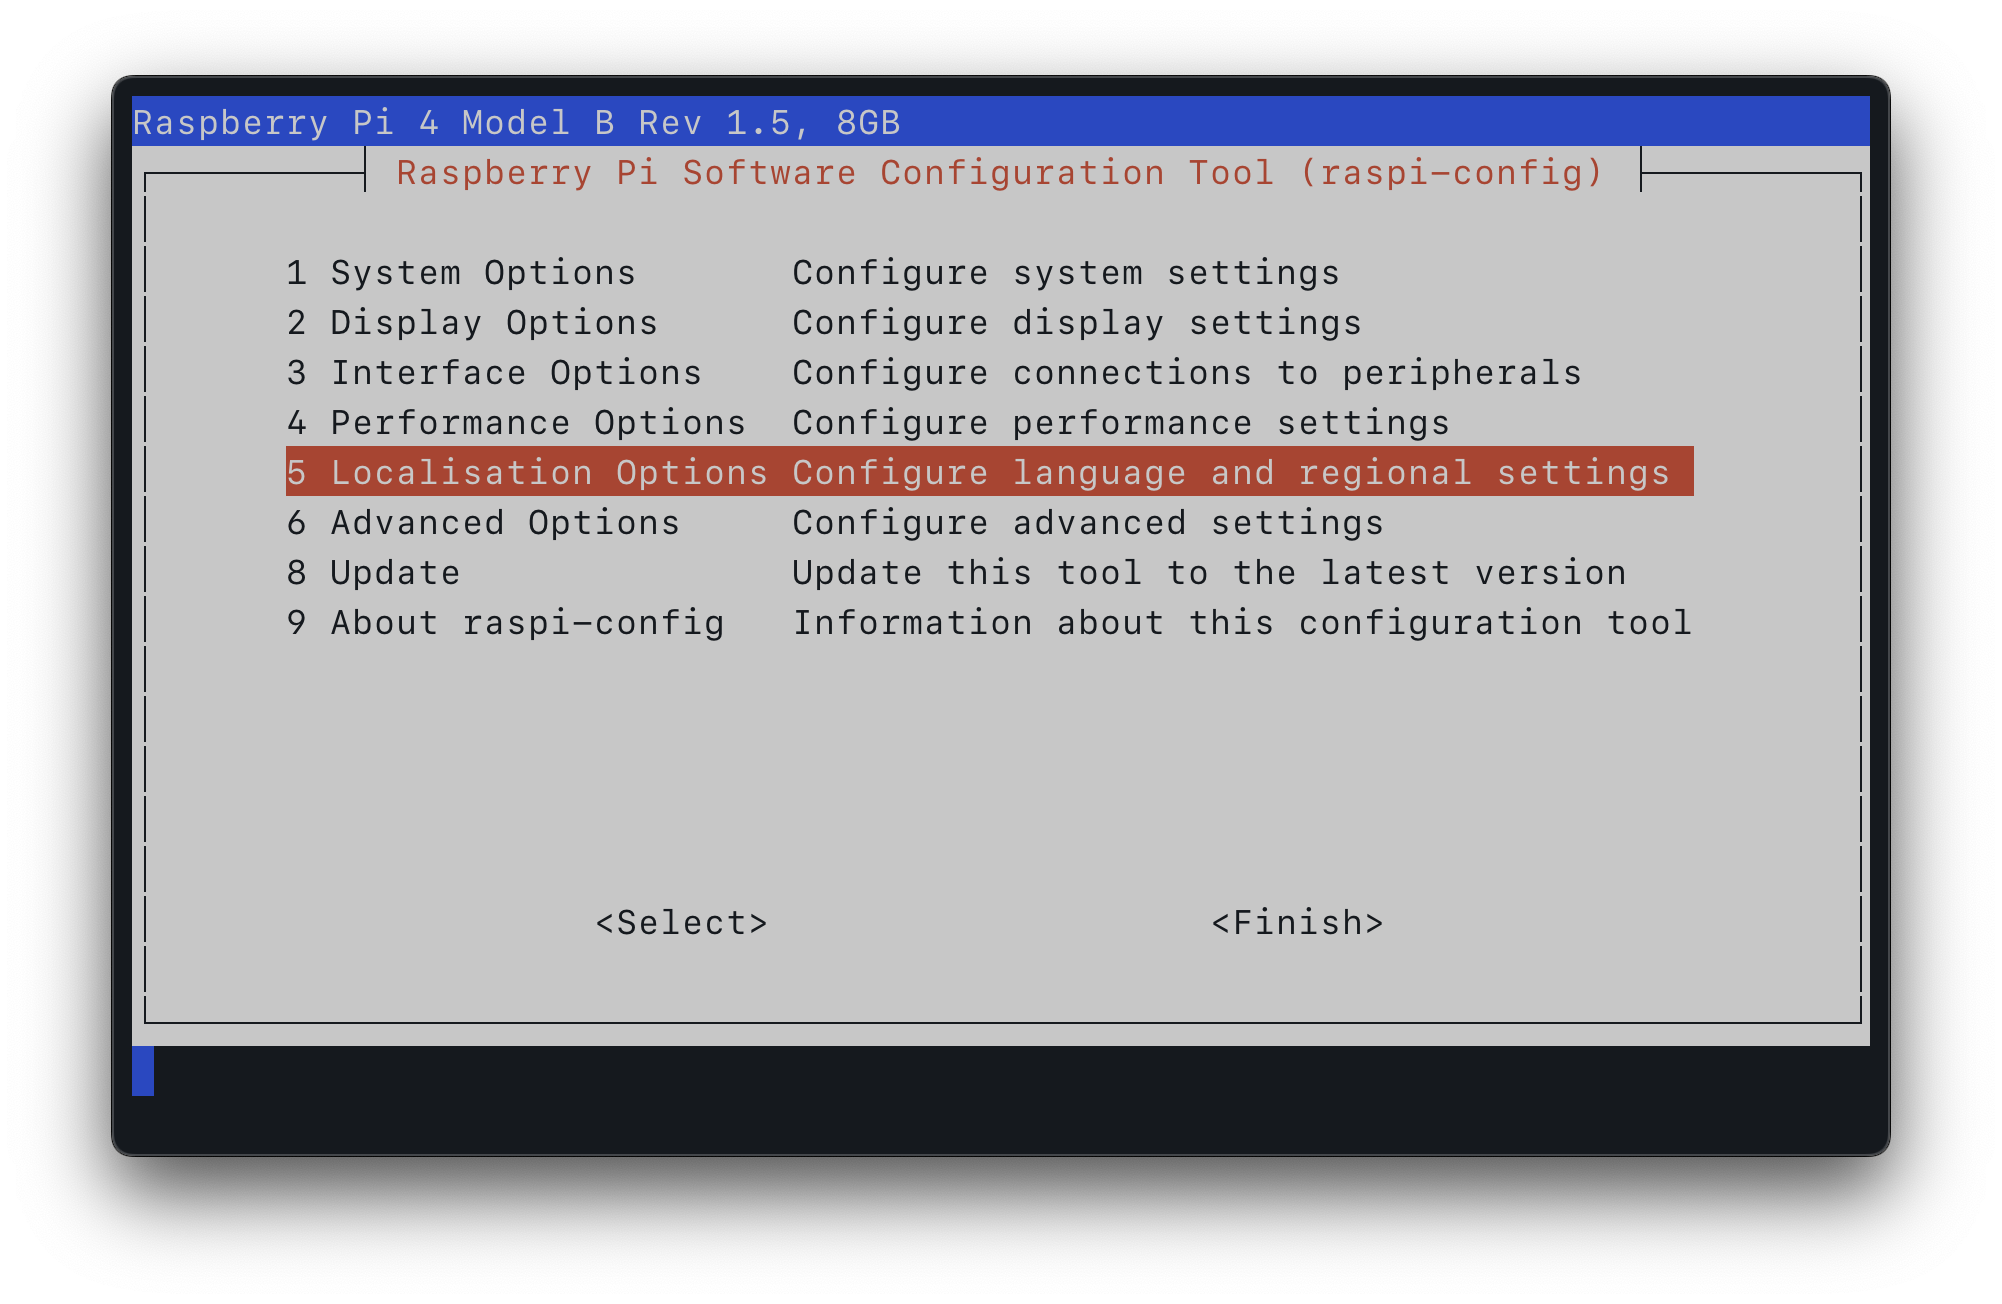 Raspberry Pi 4 Model B Rev 1.5, 8GB
Raspberry Pi Software Configuration Tool (raspi-config)
1 System Options Configure system settings
2 Display Options Configure display settings
3 Interface Options Configure connections to peripherals
4 Performance Options Configure performance settings
5 Localisation Options Configure language and regional settings
6 Advanced Options Configure advanced settings
8 Update Update this tool to the latest version
9 About raspi-config Information about this configuration tool
<Select> <Finish>